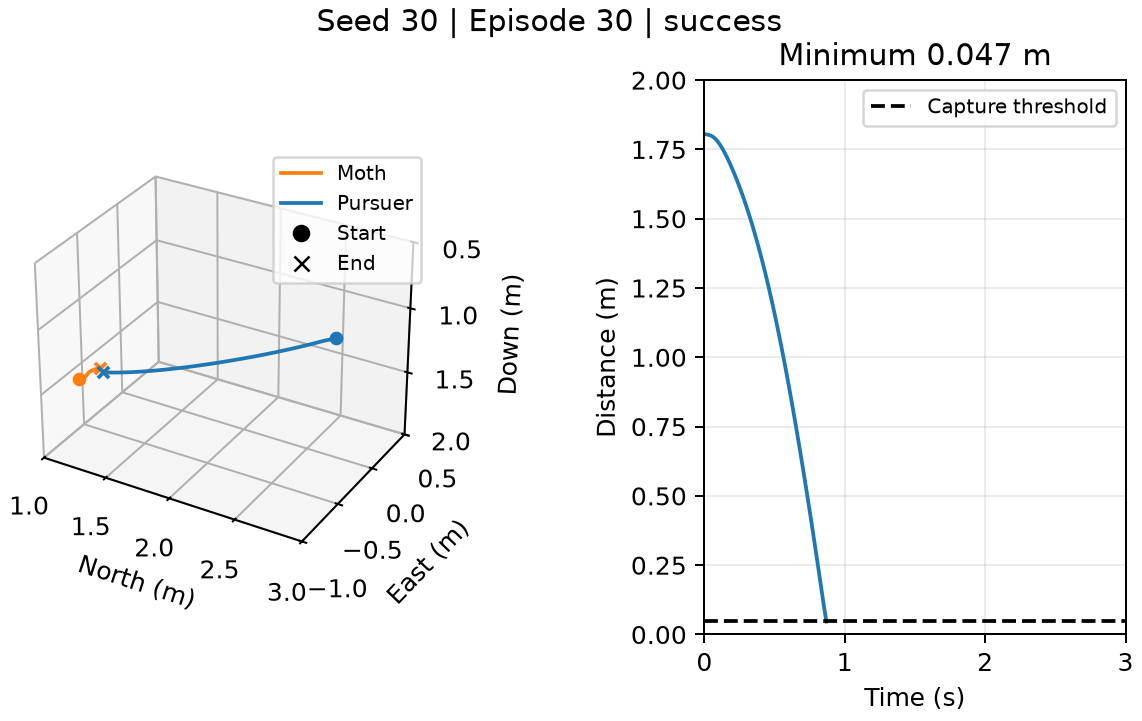 Seed 30 | Episode 30 | success
Moth
Pursuer
Start
End
0.5
1.0
1.5
2.0
Down (m)
1.0
1.5
2.0
2.5
3.0
North (m)
−1.0
−0.5
0.0
0.5
East (m)
Minimum 0.047 m
Capture threshold
2.00
1.75
1.50
1.25
1.00
0.75
0.50
0.25
0.00
Distance (m)
0
1
2
3
Time (s)